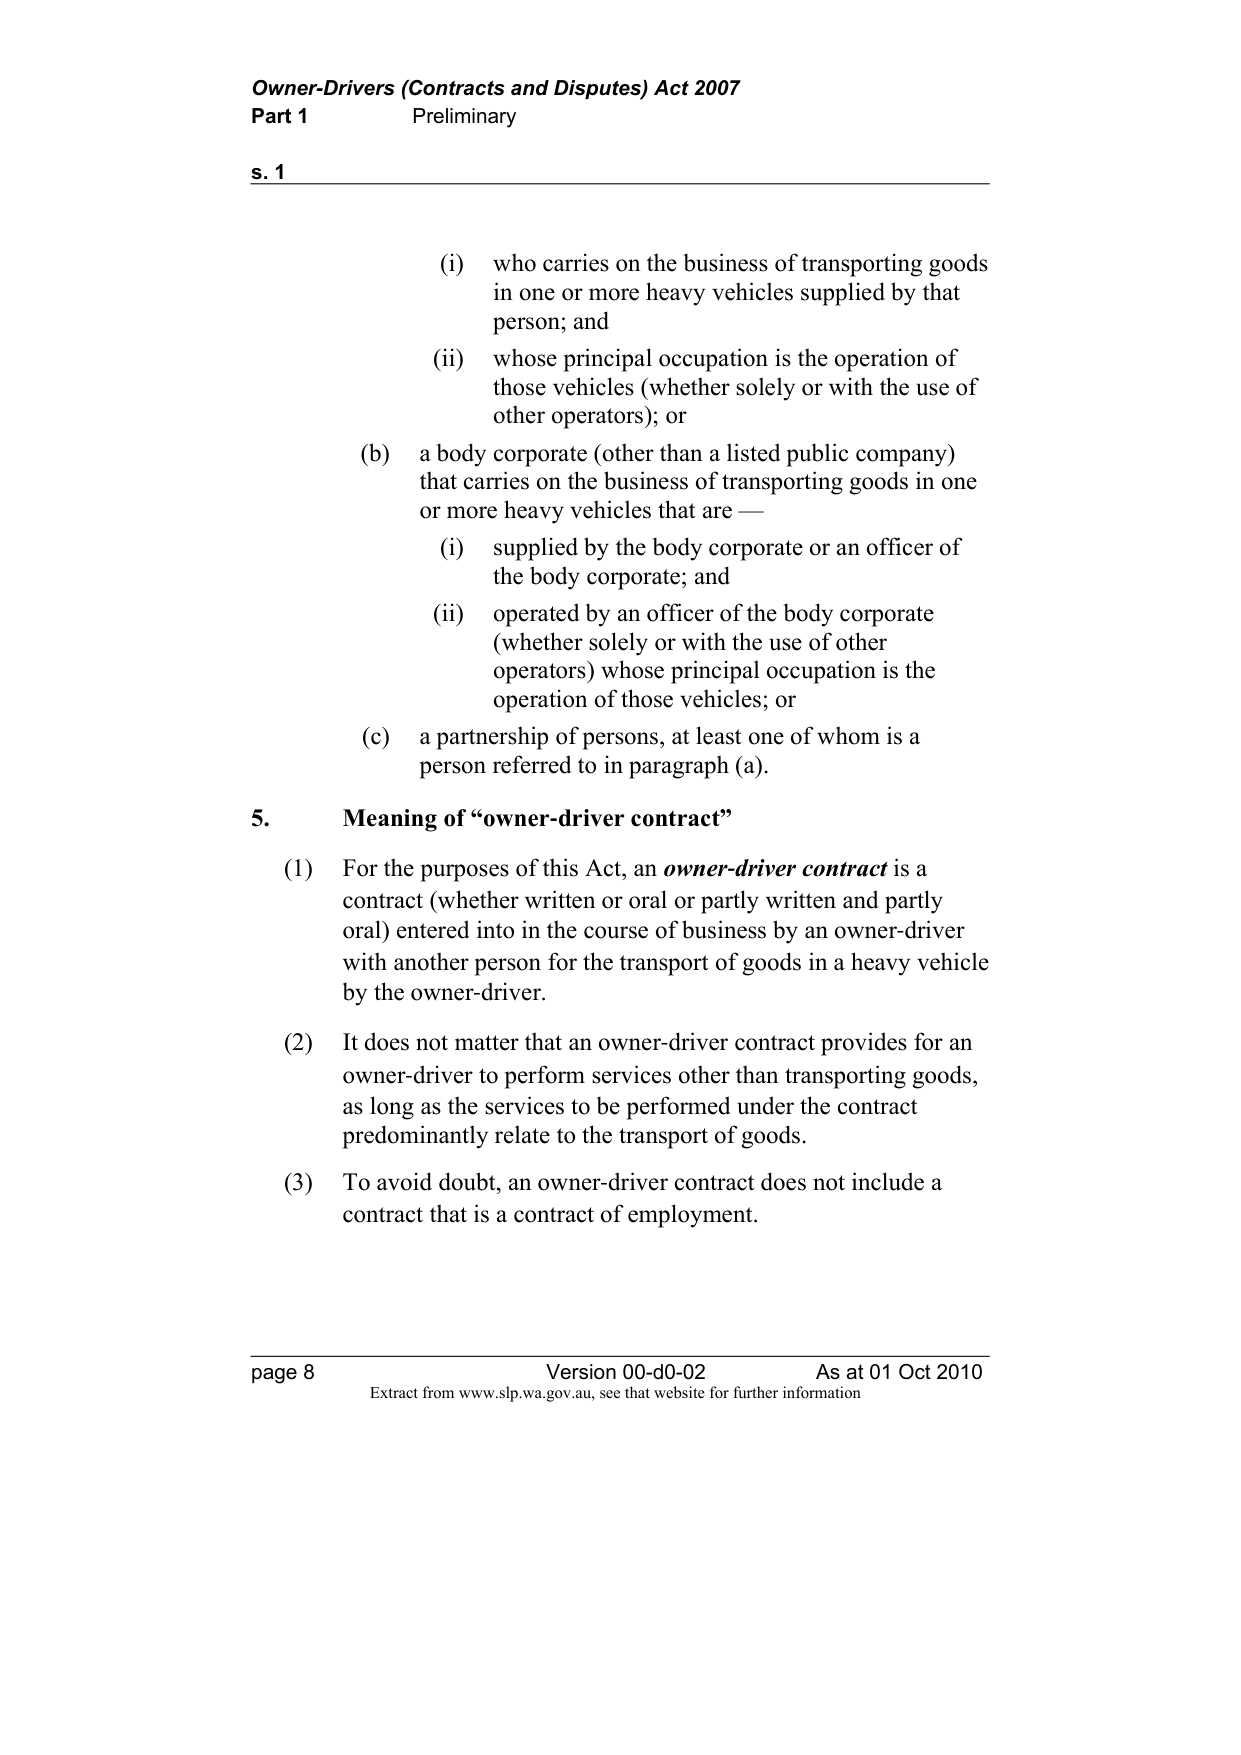 Owner-Drivers (Contracts and Disputes) Act 2007
Part 1 Preliminary
s. 1
(i) who carries on the business of transporting goods
in one or more heavy vehicles supplied by that
person; and
(ii) whose principal occupation is the operation of
those vehicles (whether solely or with the use of
other operators); or
(b) a body corporate (other than a listed public company)
that carries on the business of transporting goods in one
or more heavy vehicles that are —
(i) supplied by the body corporate or an officer of
the body corporate; and
(ii) operated by an officer of the body corporate
(whether solely or with the use of other
operators) whose principal occupation is the
operation of those vehicles; or
(c) a partnership of persons, at least one of whom is a
person referred to in paragraph (a).
5. Meaning of “owner-driver contract”
(1) For the purposes of this Act, an owner-driver contract is a
contract (whether written or oral or partly written and partly
oral) entered into in the course of business by an owner-driver
with another person for the transport of goods in a heavy vehicle
by the owner-driver.
(2) It does not matter that an owner-driver contract provides for an
owner-driver to perform services other than transporting goods,
as long as the services to be performed under the contract
predominantly relate to the transport of goods.
(3) To avoid doubt, an owner-driver contract does not include a
contract that is a contract of employment.
page 8 Version 00-d0-02 As at 01 Oct 2010
Extract from www.slp.wa.gov.au, see that website for further information